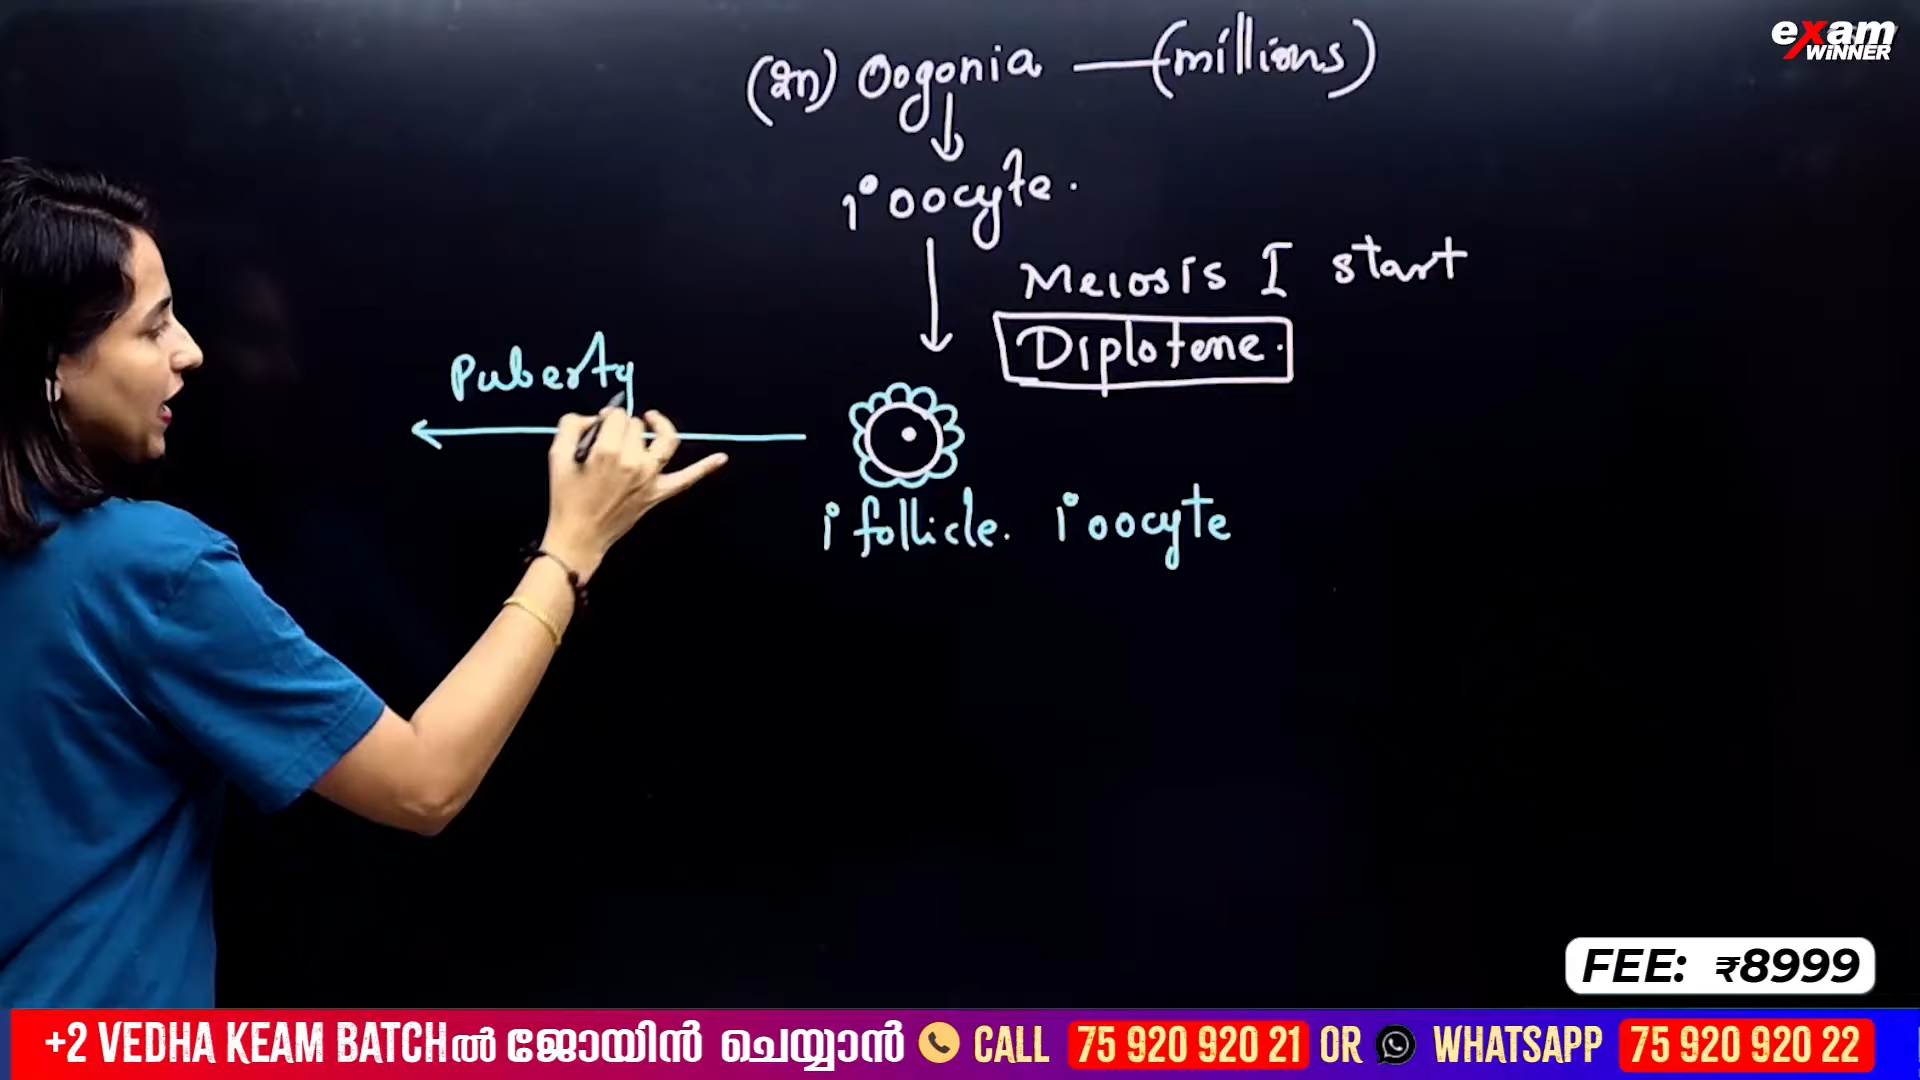 exam
WINNER
(2n) Oogonia — (millions)
1° oocyte.
Meiosis I start
Diplotene.
Puberty
1° follicle. 1° oocyte
FEE: ₹8999
+2 VEDHA KEAM BATCHൽ ജോയിൻ ചെയ്യാൻ CALL 75 920 920 21 OR WHATSAPP 75 920 920 22